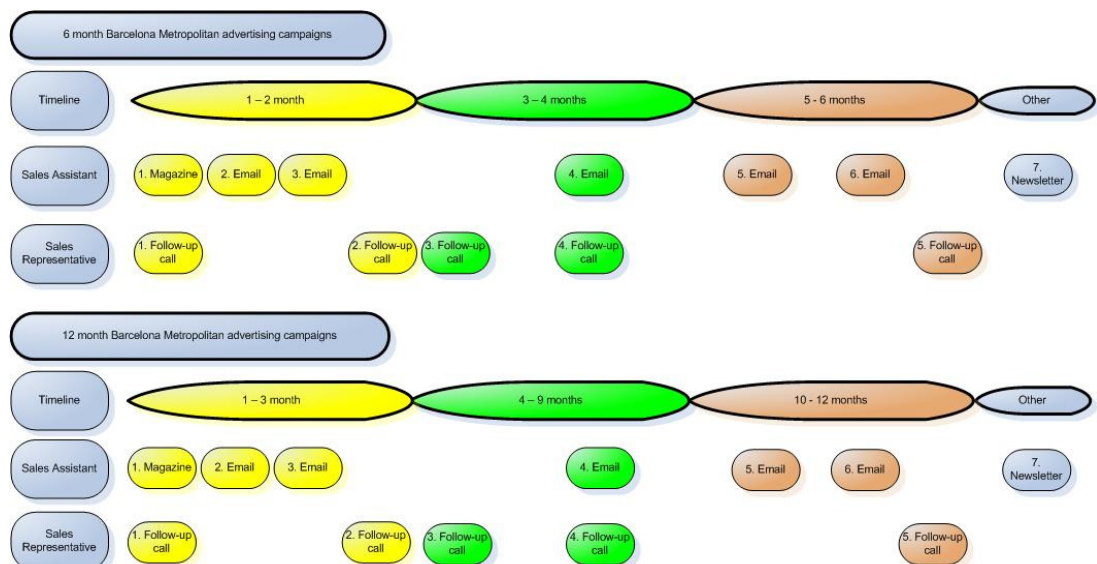 6 month Barcelona Metropolitan advertising campaigns
Timeline
1 – 2 month
3 – 4 months
5 - 6 months
Other
Sales Assistant
1. Magazine
2. Email
3. Email
4. Email
5. Email
6. Email
7.
Newsletter
Sales
Representative
1. Follow-up
call
2. Follow-up
call
3. Follow-up
call
4. Follow-up
call
5. Follow-up
call
12 month Barcelona Metropolitan advertising campaigns
Timeline
1 – 3 month
4 – 9 months
10 - 12 months
Other
Sales Assistant
1. Magazine
2. Email
3. Email
4. Email
5. Email
6. Email
7.
Newsletter
Sales
Representative
1. Follow-up
call
2. Follow-up
call
3. Follow-up
call
4. Follow-up
call
5. Follow-up
call